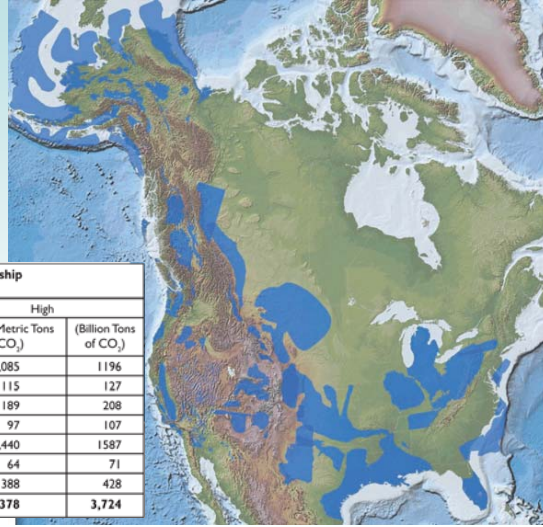 ship
High
Metric Tons (Billion Tons
CO₂) of CO₂)
,085 1196
115 127
189 208
97 107
,440 1587
64 71
388 428
378 3,724